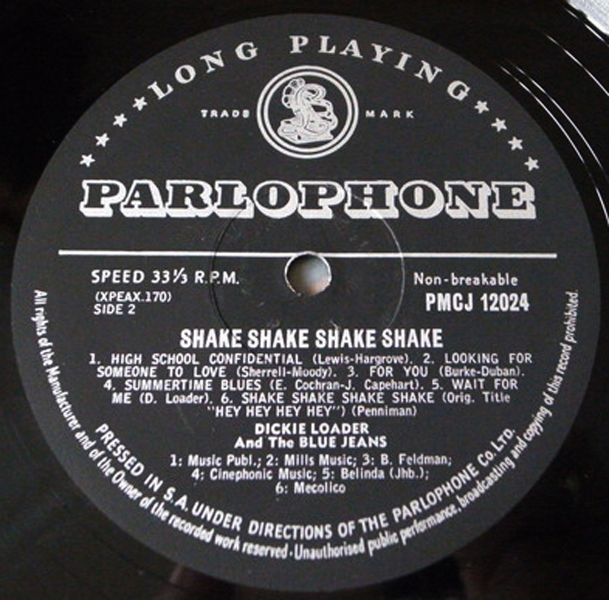 ★★★★★LONG PLAYING★★★★★
TRADE MARK
PARLOPHONE
SPEED 33⅓ R.P.M.
Non-breakable
(XPEAX.170)
PMCJ 12024
SIDE 2
SHAKE SHAKE SHAKE SHAKE
1. HIGH SCHOOL CONFIDENTIAL (Lewis-Hargrove). 2. LOOKING FOR
SOMEONE TO LOVE (Sherrell-Moody). 3. FOR YOU (Burke-Duban).
4. SUMMERTIME BLUES (E. Cochran-J. Capehart). 5. WAIT FOR
ME (D. Loader). 6. SHAKE SHAKE SHAKE SHAKE (Orig. Title
"HEY HEY HEY HEY") (Penniman)
DICKIE LOADER
And The BLUE JEANS
1: Music Publ.; 2: Mills Music; 3: B. Feldman;
4: Cinephonic Music; 5: Belinda (Jhb.);
6: Mecolico
PRESSED IN S.A. UNDER DIRECTIONS OF THE PARLOPHONE Co. LTD.
All rights of the Manufacturer and of the Owner of the recorded work reserved·Unauthorised public performance, broadcasting and copying of this record prohibited.